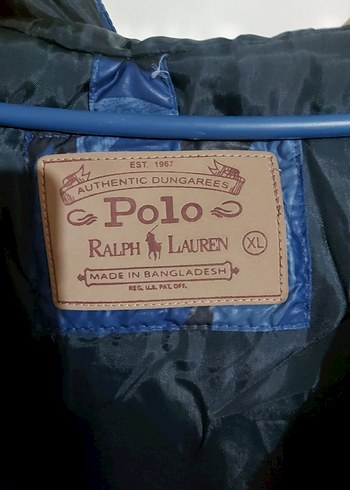 EST. 1967
AUTHENTIC DUNGAREES
Polo
RALPH LAUREN XL
MADE IN BANGLADESH
REG. U.S. PAT. OFF.